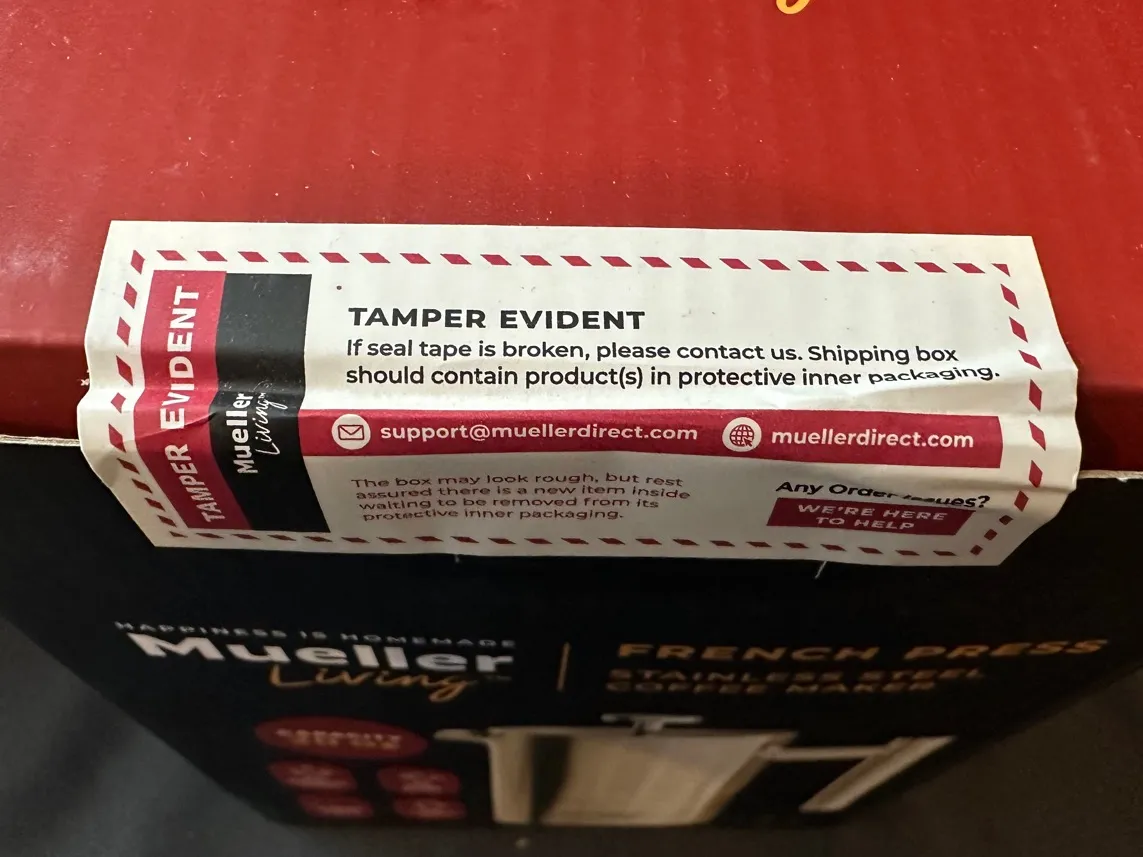 TAMPER EVIDENT
Mueller
Living
TAMPER EVIDENT
If seal tape is broken, please contact us. Shipping box
should contain product(s) in protective inner packaging.
support@muellerdirect.com
muellerdirect.com
The box may look rough, but rest
assured there is a new item inside
waiting to be removed from its
protective inner packaging.
Any Order Issues?
WE'RE HERE
TO HELP
HAPPINESS IS HOMEMADE
Mueller
Living
FRENCH PRESS
STAINLESS STEEL
COFFEE MAKER
CAPACITY